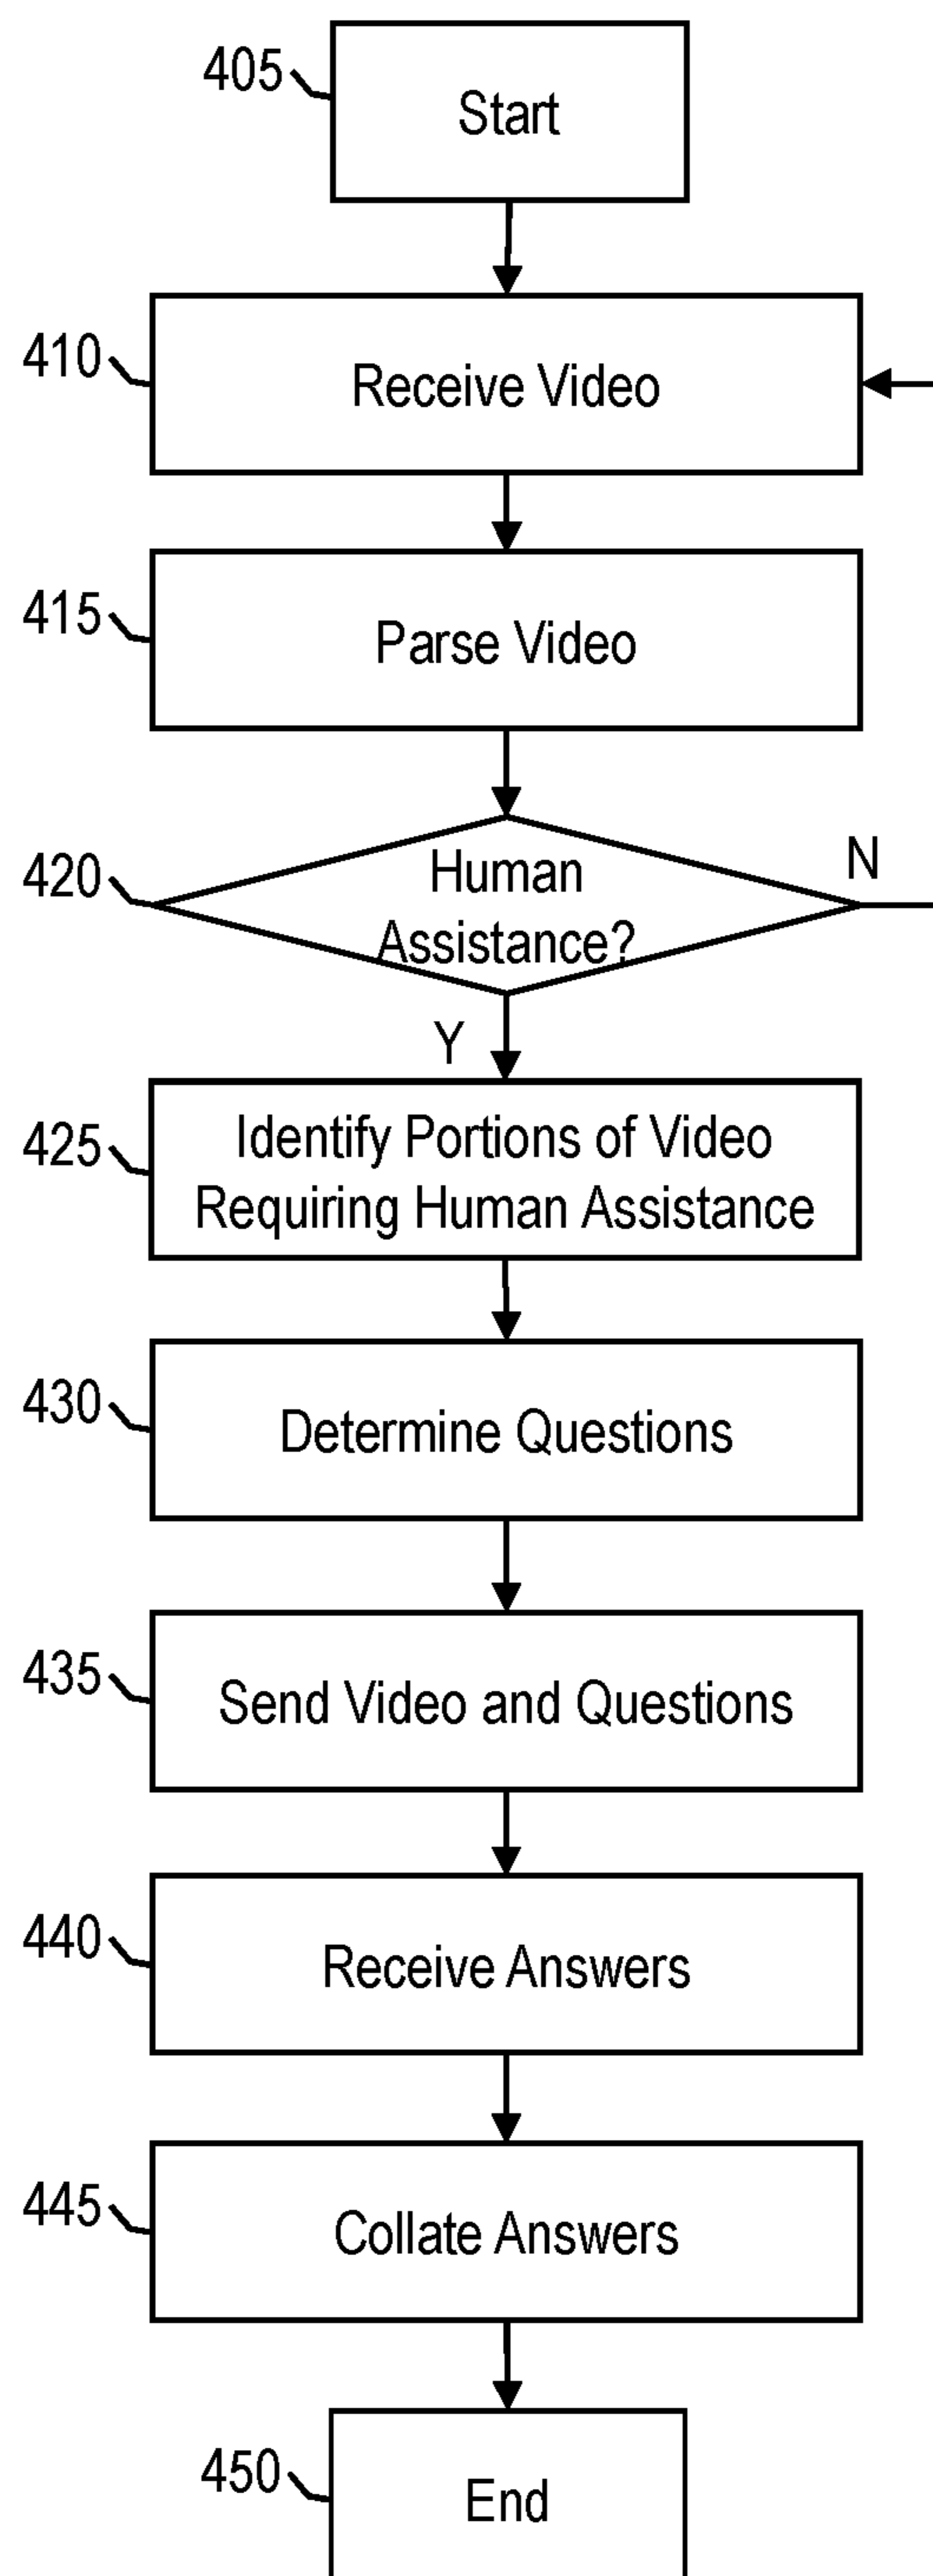 405
Start
410
Receive Video
415
Parse Video
420
Human
Assistance?
N
Y
425
Identify Portions of Video
Requiring Human Assistance
430
Determine Questions
435
Send Video and Questions
440
Receive Answers
445
Collate Answers
450
End